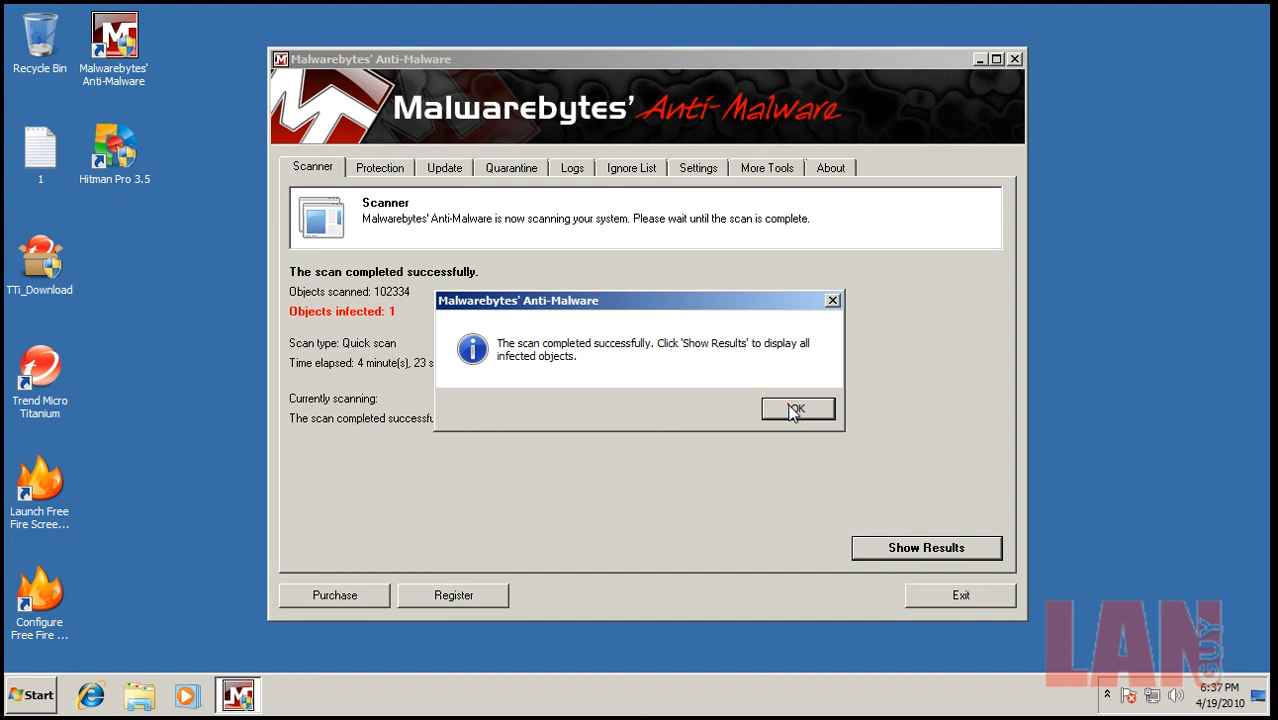 Recycle Bin
Malwarebytes'
Anti-Malware
1
Hitman Pro 3.5
TTi_Download
Trend Micro
Titanium
Launch Free
Fire Scree...
Configure
Free Fire ...
Malwarebytes' Anti-Malware
Malwarebytes' Anti-Malware
Scanner
Protection
Update
Quarantine
Logs
Ignore List
Settings
More Tools
About
Scanner
Malwarebytes' Anti-Malware is now scanning your system. Please wait until the scan is complete.
The scan completed successfully.
Objects scanned: 102334
Objects infected: 1
Scan type: Quick scan
Time elapsed: 4 minute(s), 23 s
Currently scanning:
The scan completed successfu
Malwarebytes' Anti-Malware
The scan completed successfully. Click 'Show Results' to display all
infected objects.
OK
Show Results
Purchase
Register
Exit
LAN
GUY
Start
6:37 PM
4/19/2010